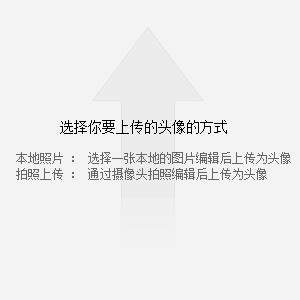 选择你要上传的头像的方式
本地照片 ： 选择一张本地的图片编辑后上传为头像
拍照上传 ： 通过摄像头拍照编辑后上传为头像